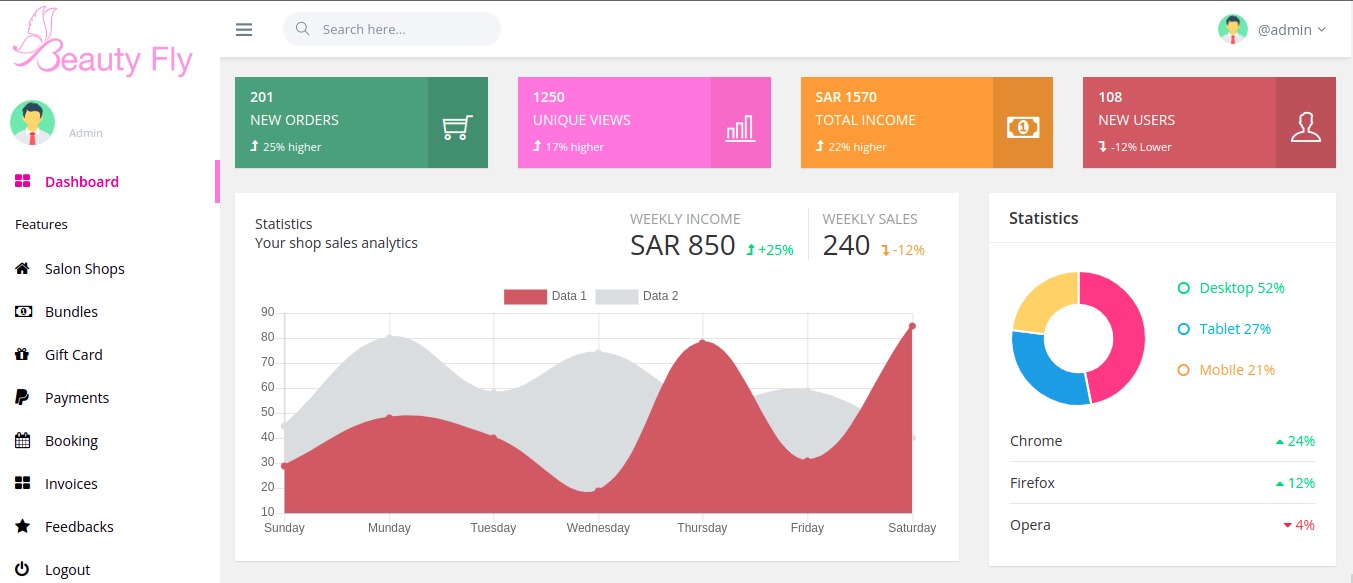 Beauty Fly
Search here...
@admin
Admin
Dashboard
Features
Salon Shops
Bundles
Gift Card
Payments
Booking
Invoices
Feedbacks
Logout
201
NEW ORDERS
25% higher
1250
UNIQUE VIEWS
17% higher
SAR 1570
TOTAL INCOME
22% higher
108
NEW USERS
-12% Lower
Statistics
Your shop sales analytics
WEEKLY INCOME
SAR 850 +25%
WEEKLY SALES
240 -12%
Data 1 Data 2
90
80
70
60
50
40
30
20
10
Sunday Munday Tuesday Wednesday Thursday Friday Saturday
Statistics
Desktop 52%
Tablet 27%
Mobile 21%
Chrome 24%
Firefox 12%
Opera 4%